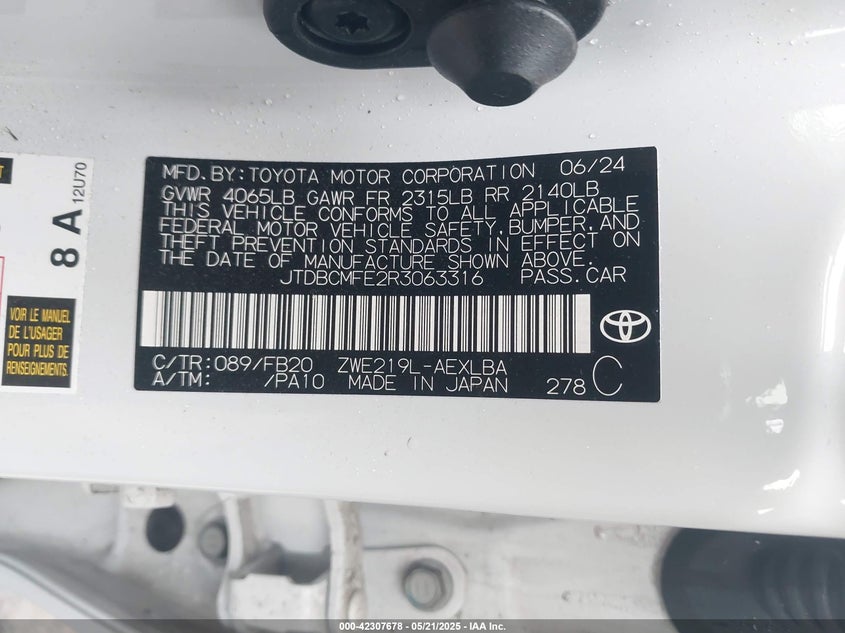 MFD.BY:TOYOTA MOTOR CORPORATION 06/24
GVWR 4065LB GAWR FR 2315LB RR 2140LB
THIS VEHICLE CONFORMS TO ALL APPLICABLE
FEDERAL MOTOR VEHICLE SAFETY,BUMPER,AND
THEFT PREVENTION STANDARDS IN EFFECT ON
THE DATE OF MANUFACTURE SHOWN ABOVE.
JTDBCMFE2R3063316 PASS.CAR
C/TR:089/FB20 ZWE219L-AEXLBA
A/TM: /PA10 MADE IN JAPAN 278 C
8 A
12U70
VOIR LE MANUEL
DE L'USAGER
POUR PLUS DE
RENSEIGNEMENTS
000-42307678 - 05/21/2025 - IAA Inc.